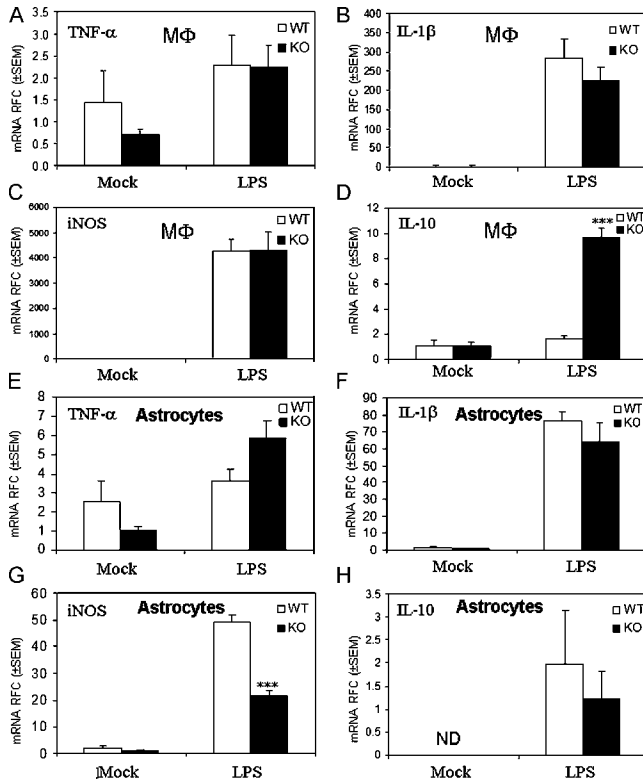 A
TNF-α
MΦ
WT
KO
mRNA RFC (±SEM)
3.5
3.0
2.5
2.0
1.5
1.0
0.5
0.0
Mock
LPS
B
IL-1β
MΦ
WT
KO
mRNA RFC (±SEM)
400
350
300
250
200
150
100
50
0
Mock
LPS
C
iNOS
MΦ
WT
KO
mRNA RFC (±SEM)
6000
5000
4000
3000
2000
1000
0
Mock
LPS
D
IL-10
MΦ
***
WT
KO
mRNA RFC (±SEM)
12
10
8
6
4
2
0
Mock
LPS
E
TNF-α
Astrocytes
WT
KO
mRNA RFC (±SEM)
8
7
6
5
4
3
2
1
0
Mock
LPS
F
IL-1β
Astrocytes
WT
KO
mRNA RFC (±SEM)
90
80
70
60
50
40
30
20
10
0
Mock
LPS
G
iNOS
Astrocytes
WT
KO
***
mRNA RFC (±SEM)
60
50
40
30
20
10
0
Mock
LPS
H
IL-10
Astrocytes
WT
KO
mRNA RFC (±SEM)
3.5
3
2.5
2
1.5
1
0.5
0
ND
Mock
LPS